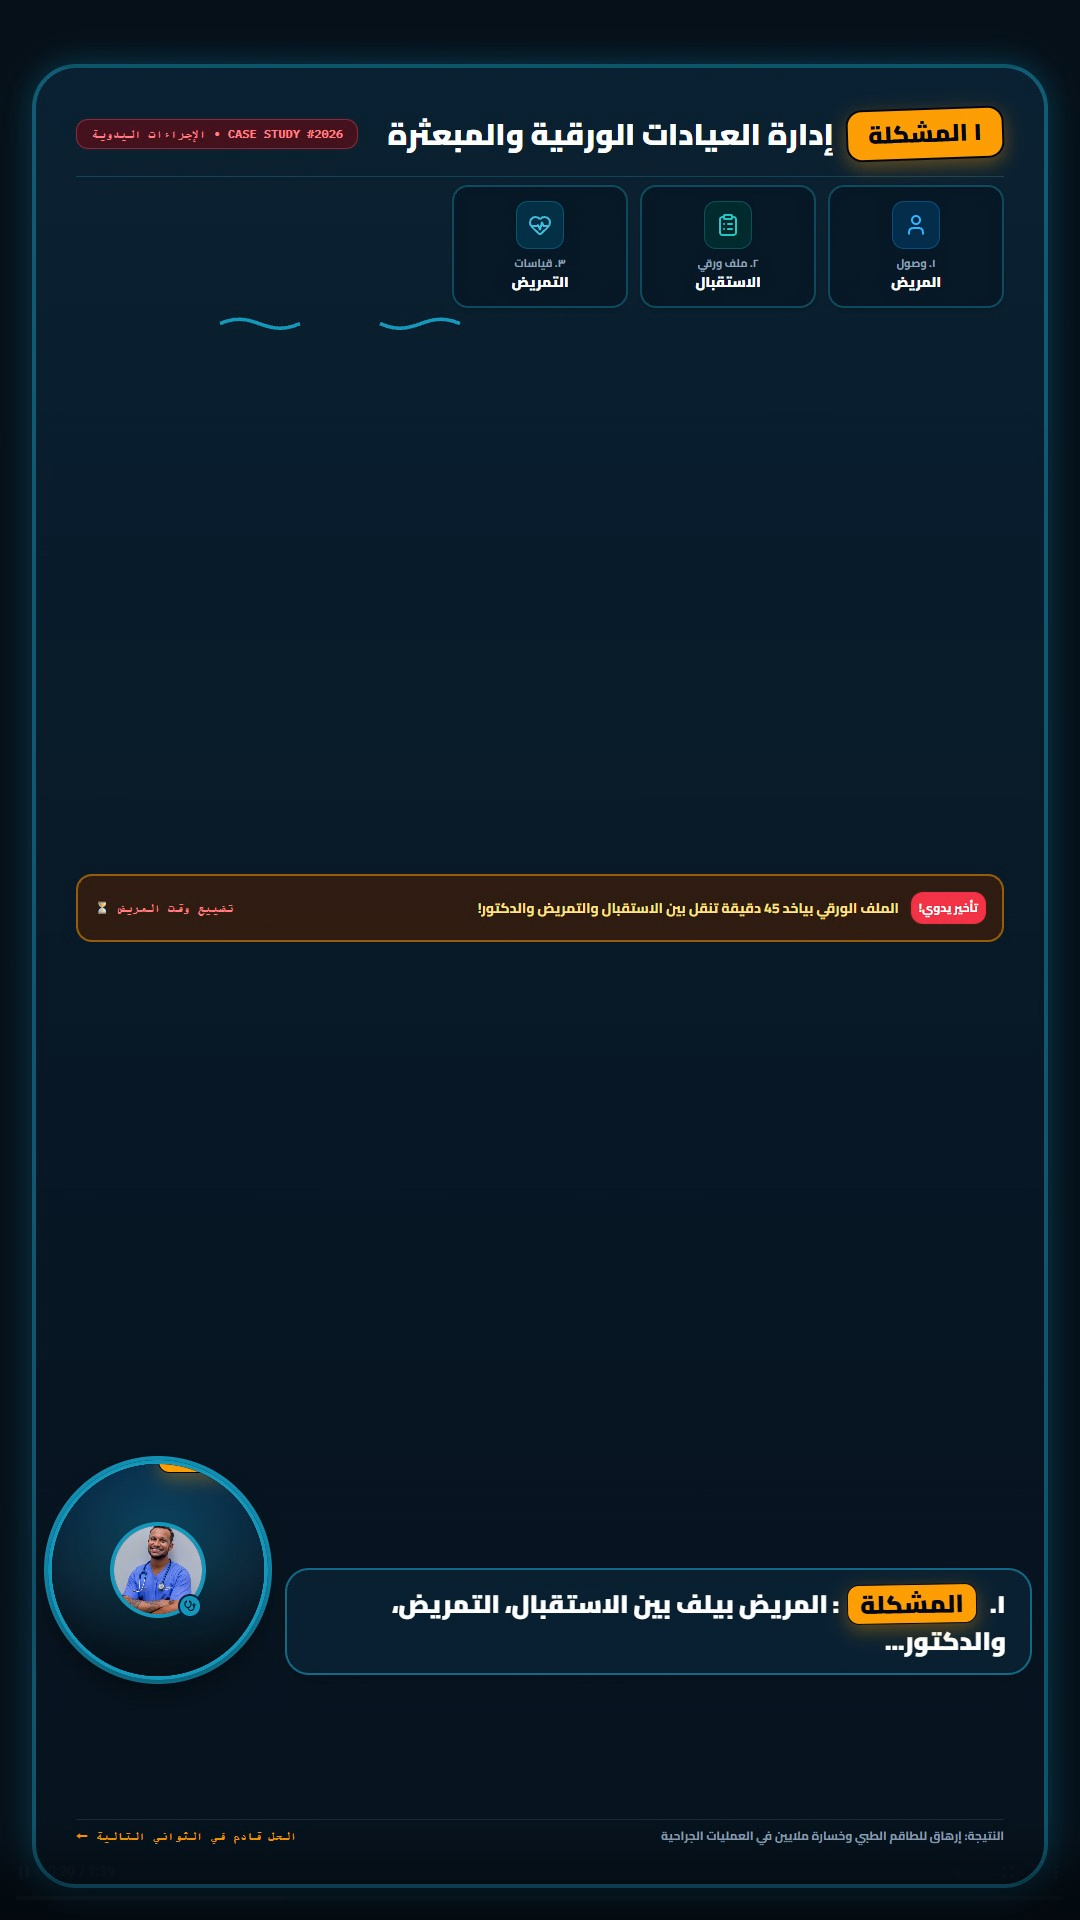 ١ المشكلة
إدارة العيادات الورقية والمبعثرة
CASE STUDY #2026 • الإجراءات اليدوية
١. وصول
المريض
٢. ملف ورقي
الاستقبال
٣. قياسات
التمريض
تأخير يدوي!
الملف الورقي بياخد 45 دقيقة تنقل بين الاستقبال والتمريض والدكتور!
تضييع وقت المريض ⏳
١. المشكلة : المريض بيلف بين الاستقبال، التمريض،
والدكتور...
النتيجة: إرهاق للطاقم الطبي وخسارة ملايين في العمليات الجراحية
الحل قادم في الثواني التالية ←